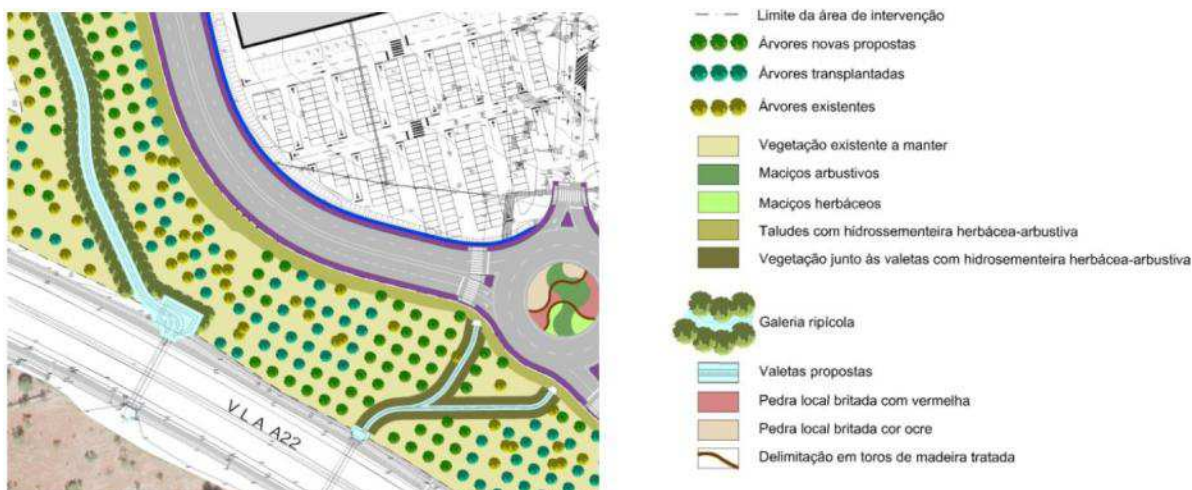 V L A A22
Limite da área de intervenção
Árvores novas propostas
Árvores transplantadas
Árvores existentes
Vegetação existente a manter
Maciços arbustivos
Maciços herbáceos
Taludes com hidrossementeira herbácea-arbustiva
Vegetação junto às valetas com hidrosementeira herbácea-arbustiva
Galeria ripícola
Valetas propostas
Pedra local britada com vermelha
Pedra local britada cor ocre
Delimitação em toros de madeira tratada